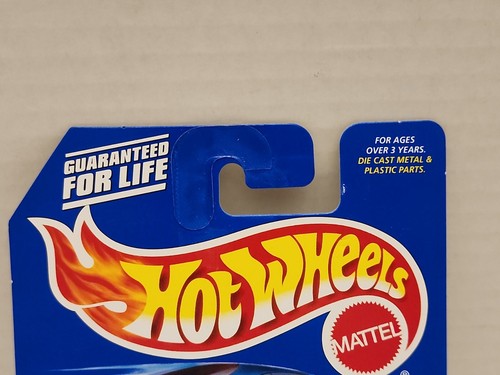 GUARANTEED
FOR LIFE
FOR AGES
OVER 3 YEARS.
DIE CAST METAL &
PLASTIC PARTS.
HOT WHEELS
MATTEL
®